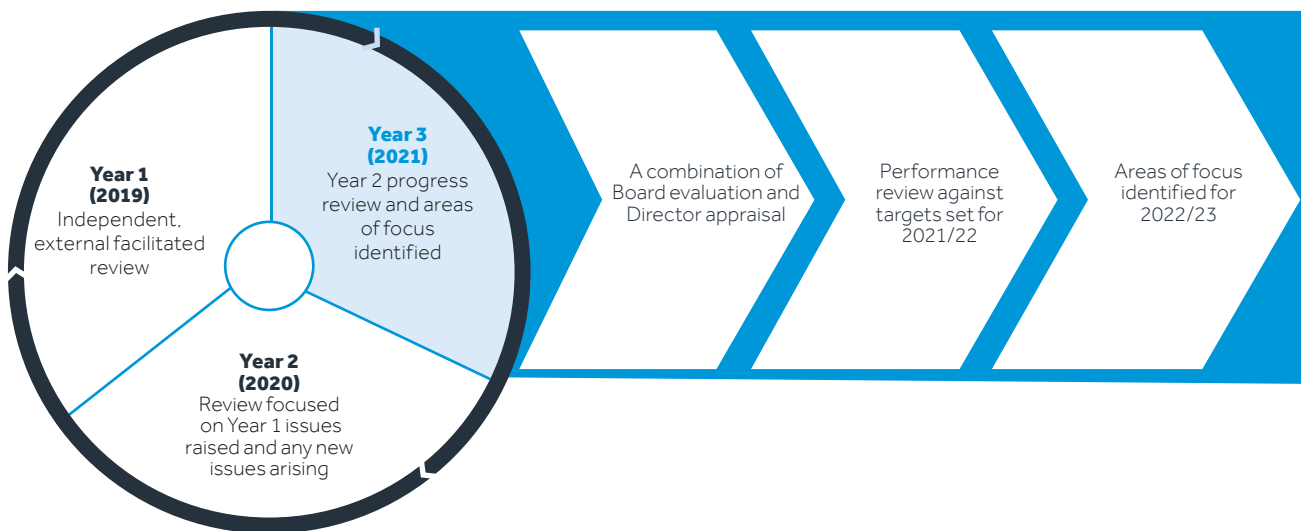 Year 1
(2019)
Independent,
external facilitated
review
Year 2
(2020)
Review focused
on Year 1 issues
raised and any new
issues arising
Year 3
(2021)
Year 2 progress
review and areas
of focus
identified
A combination of
Board evaluation and
Director appraisal
Performance
review against
targets set for
2021/22
Areas of focus
identified for
2022/23